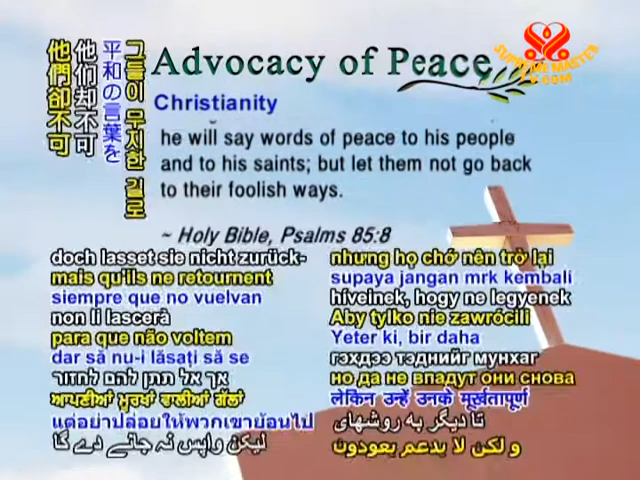 他們卻不可
他们却不可
平和の言葉を
그들이 무지한 길로
Advocacy of Peace
SUPREME MASTER
TV.COM
Christianity
he will say words of peace to his people
and to his saints; but let them not go back
to their foolish ways.
~ Holy Bible, Psalms 85:8
doch lasset sie nicht zurück-
mais qu'ils ne retournent
siempre que no vuelvan
non li lascerà
para que não voltem
dar să nu-i lăsați să se
אך אל תתן להם לחזור
ਆਪਣੀਆਂ ਮੂਰਖਾਂ ਵਾਲੀਆਂ ਗੱਲਾਂ
แต่อย่าปล่อยให้พวกเขาย้อนไป
لیکن واپس نہ جانے دے گا
nhưng họ chớ nên trở lại
supaya jangan mrk kembali
híveinek, hogy ne legyenek
Aby tylko nie zawrócili
Yeter ki, bir daha
гэхдээ тэднийг мунхаг
но да не впадут они снова
लेकिन उन्हें उनके मूर्खतापूर्ण
تا دیگر به روشهای
و لكن لا يدعم يعودون